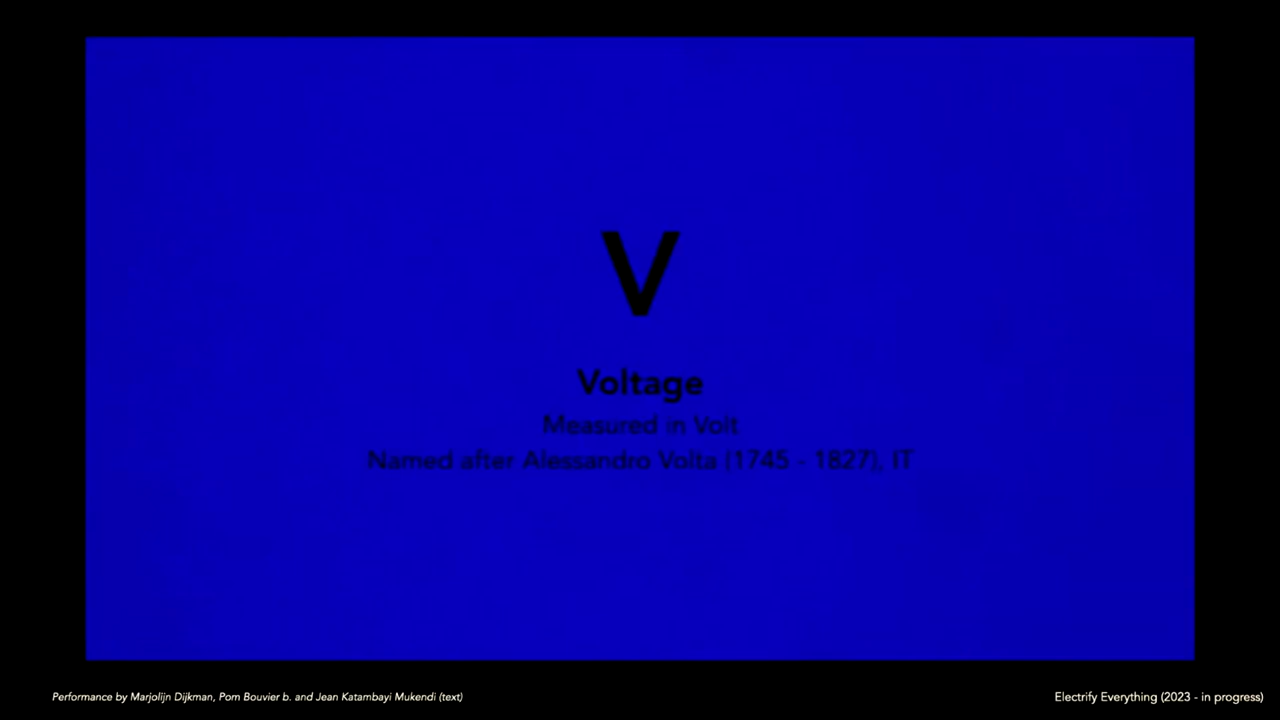 V
Voltage
Measured in Volt
Named after Alessandro Volta (1745 - 1827), IT
Performance by Marjolijn Dijkman, Pom Bouvier b. and Jean Katambayi Mukendi (text)
Electrify Everything (2023 - in progress)